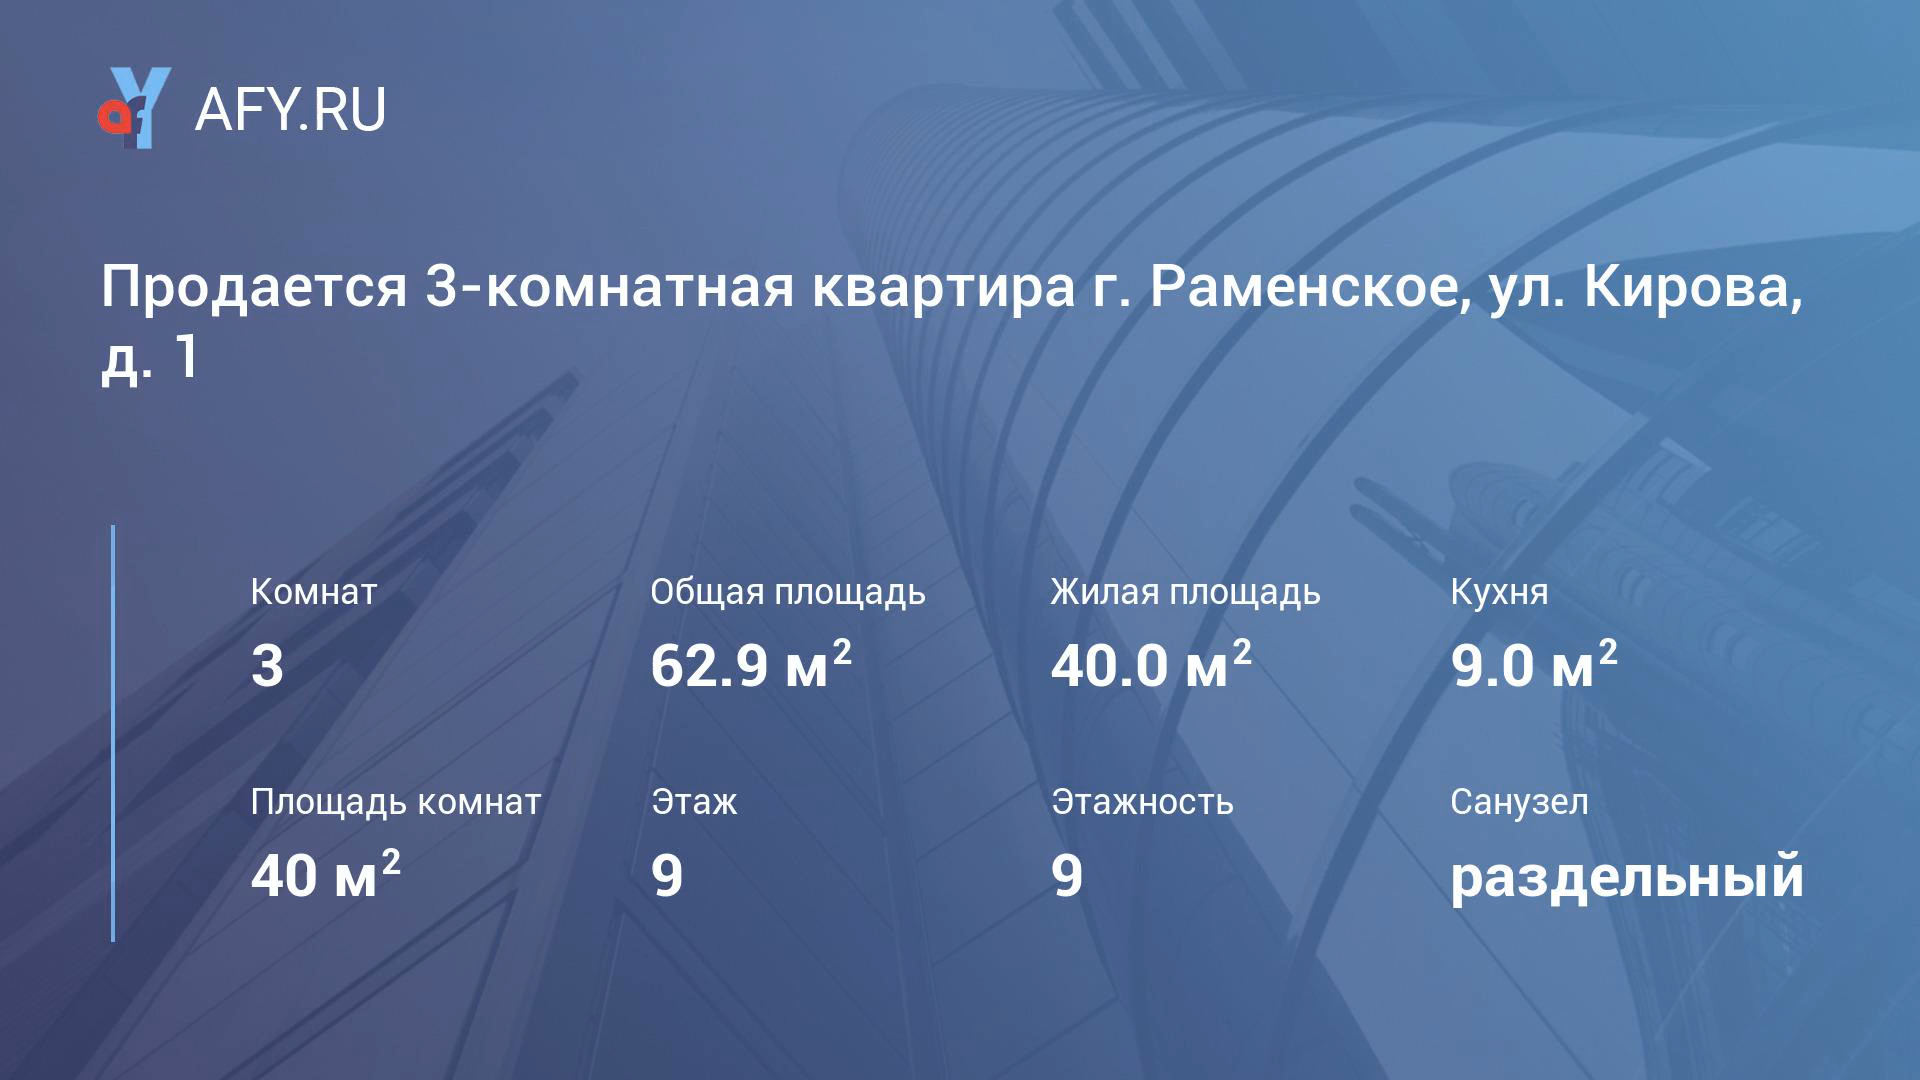 aYf AFY.RU
Продается 3-комнатная квартира г. Раменское, ул. Кирова,
д. 1
Комнат Общая площадь Жилая площадь Кухня
3 62.9 м² 40.0 м² 9.0 м²
Площадь комнат Этаж Этажность Санузел
40 м² 9 9 раздельный